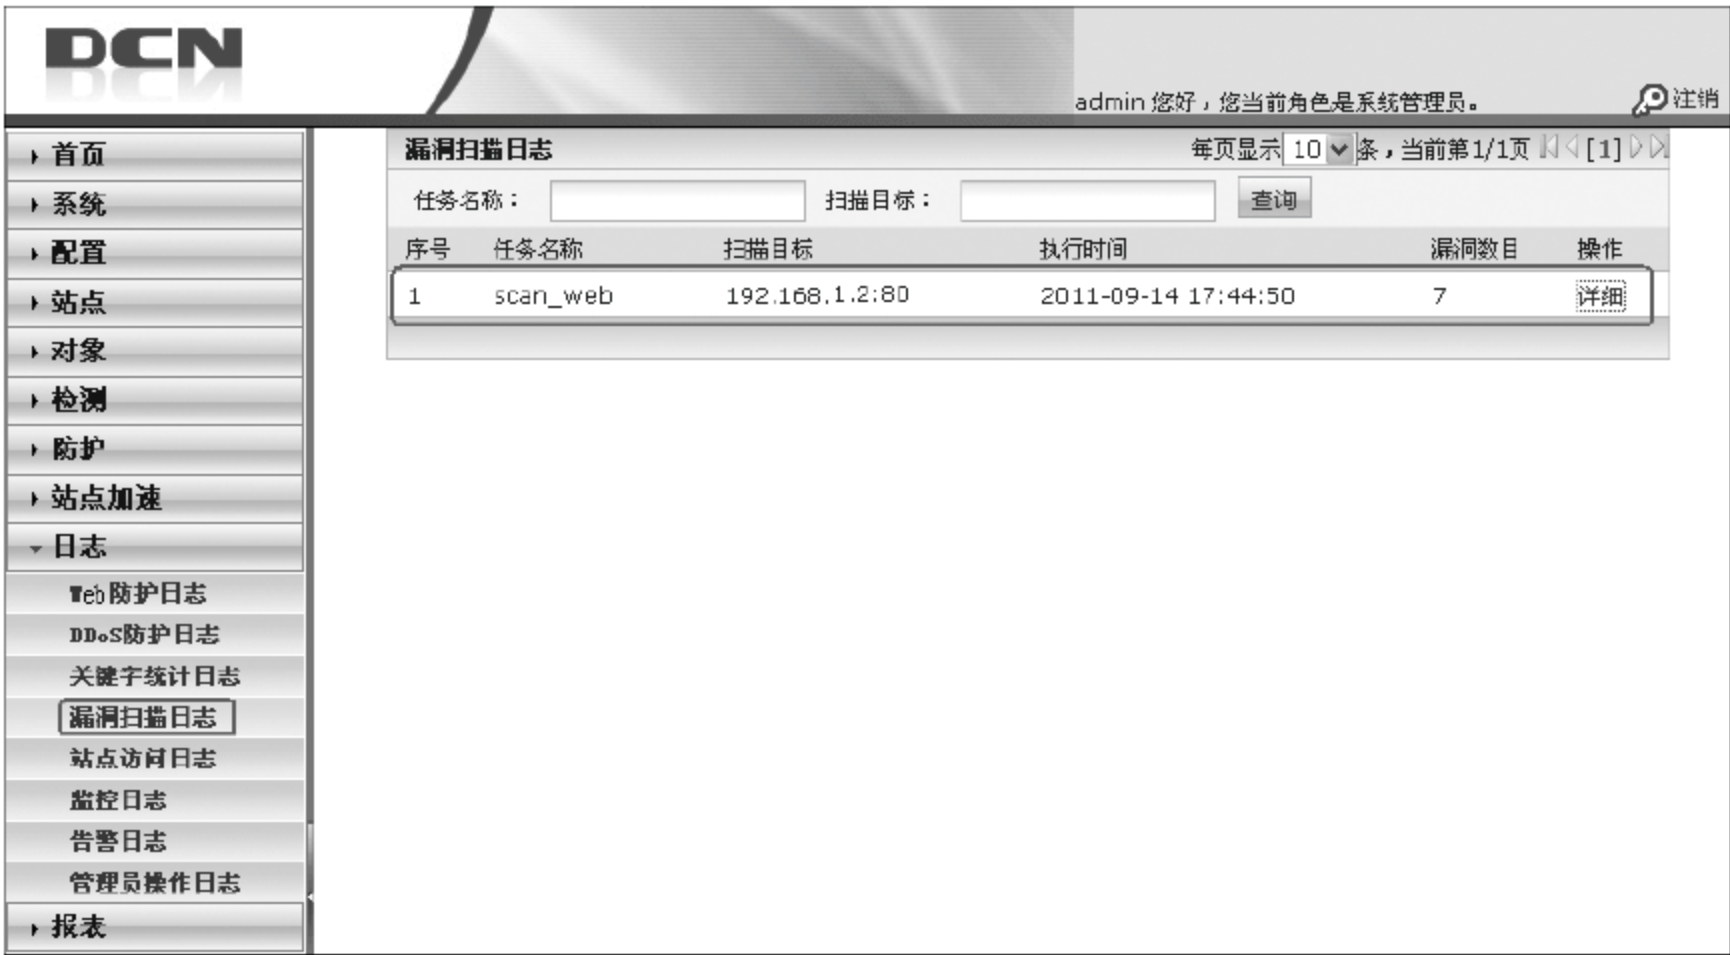 DCN
admin 您好，您当前角色是系统管理员。
注销
首页
系统
配置
站点
对象
检测
防护
站点加速
日志
Web防护日志
DDoS防护日志
关键字统计日志
漏洞扫描日志
站点访问日志
监控日志
告警日志
管理员操作日志
报表
漏洞扫描日志 每页显示 10 条，当前第1/1页 [1]
任务名称： 扫描目标： 查询
序号 任务名称 扫描目标 执行时间 漏洞数目 操作
1 scan_web 192.168.1.2:80 2011-09-14 17:44:50 7 详细